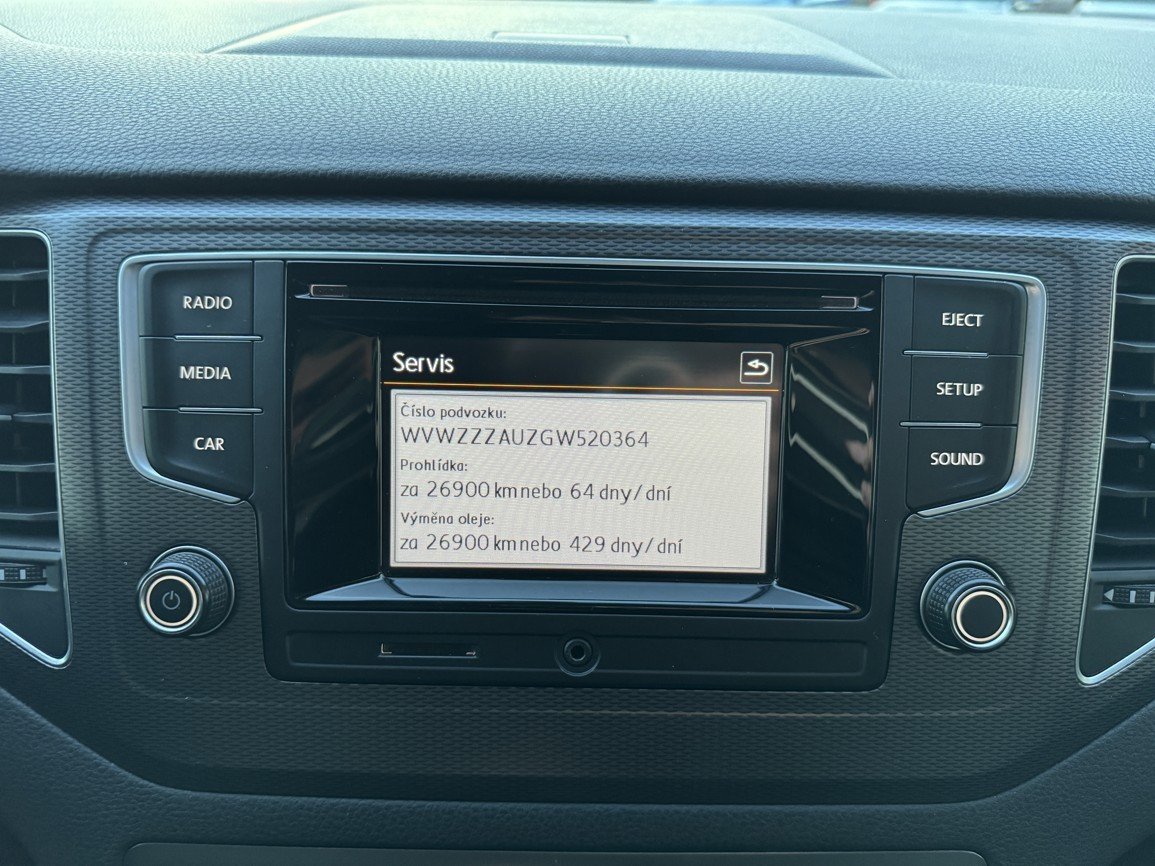 RADIO
MEDIA
CAR
Servis
Číslo podvozku:
WVWZZZAUZGW520364
Prohlídka:
za 26900 km nebo 64 dny / dní
Výměna oleje:
za 26900 km nebo 429 dny / dní
EJECT
SETUP
SOUND